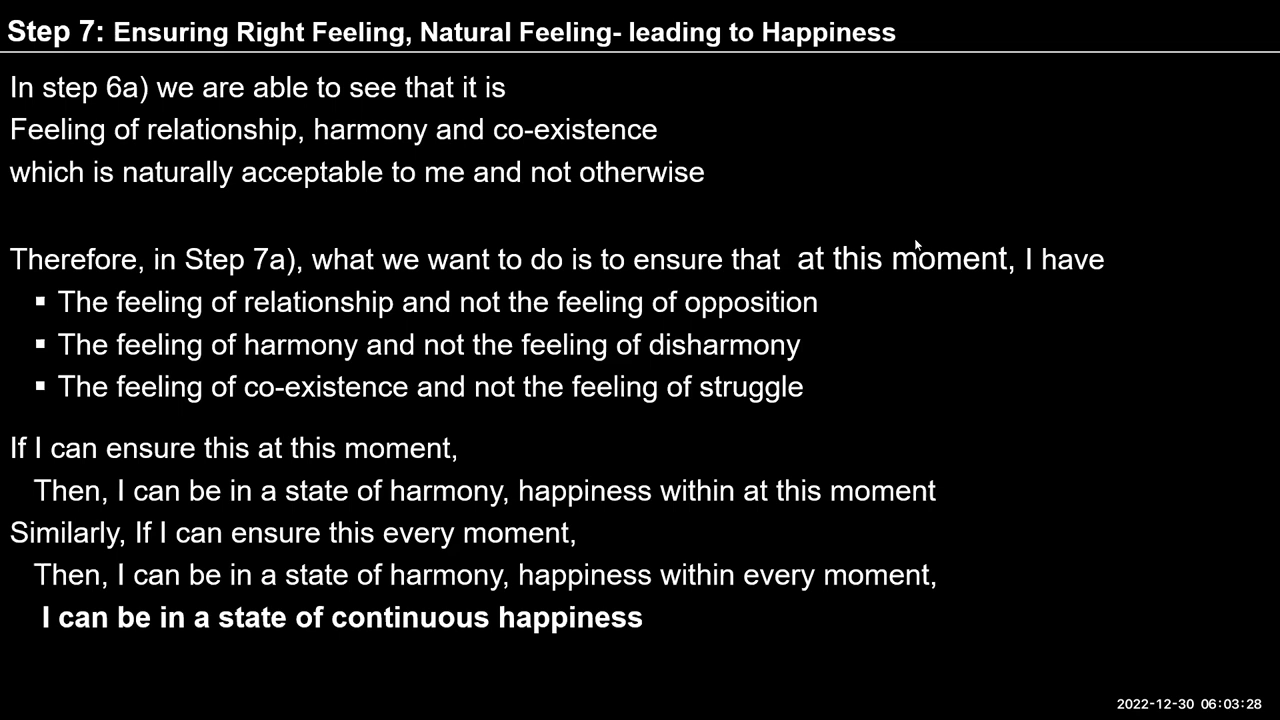 Step 7: Ensuring Right Feeling, Natural Feeling- leading to Happiness
In step 6a) we are able to see that it is
Feeling of relationship, harmony and co-existence
which is naturally acceptable to me and not otherwise
Therefore, in Step 7a), what we want to do is to ensure that at this moment, I have
▪ The feeling of relationship and not the feeling of opposition
▪ The feeling of harmony and not the feeling of disharmony
▪ The feeling of co-existence and not the feeling of struggle
If I can ensure this at this moment,
Then, I can be in a state of harmony, happiness within at this moment
Similarly, If I can ensure this every moment,
Then, I can be in a state of harmony, happiness within every moment,
I can be in a state of continuous happiness
2022-12-30 06:03:28